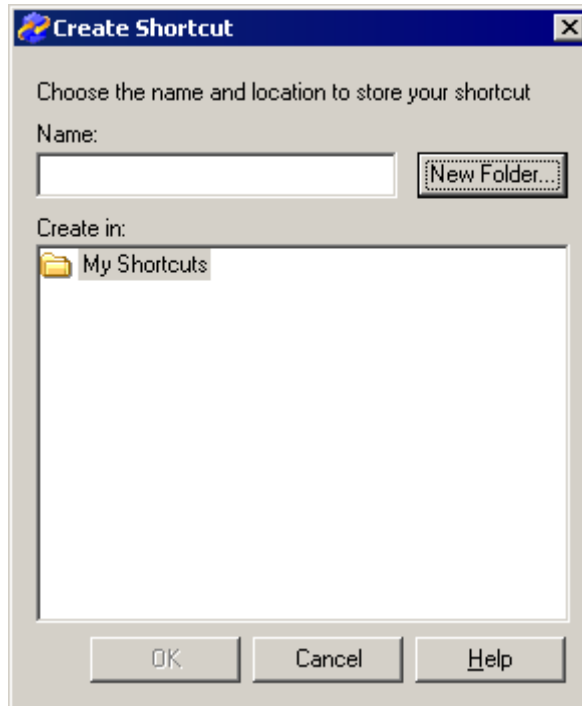 Create Shortcut
Choose the name and location to store your shortcut
Name:
New Folder...
Create in:
My Shortcuts
OK Cancel Help